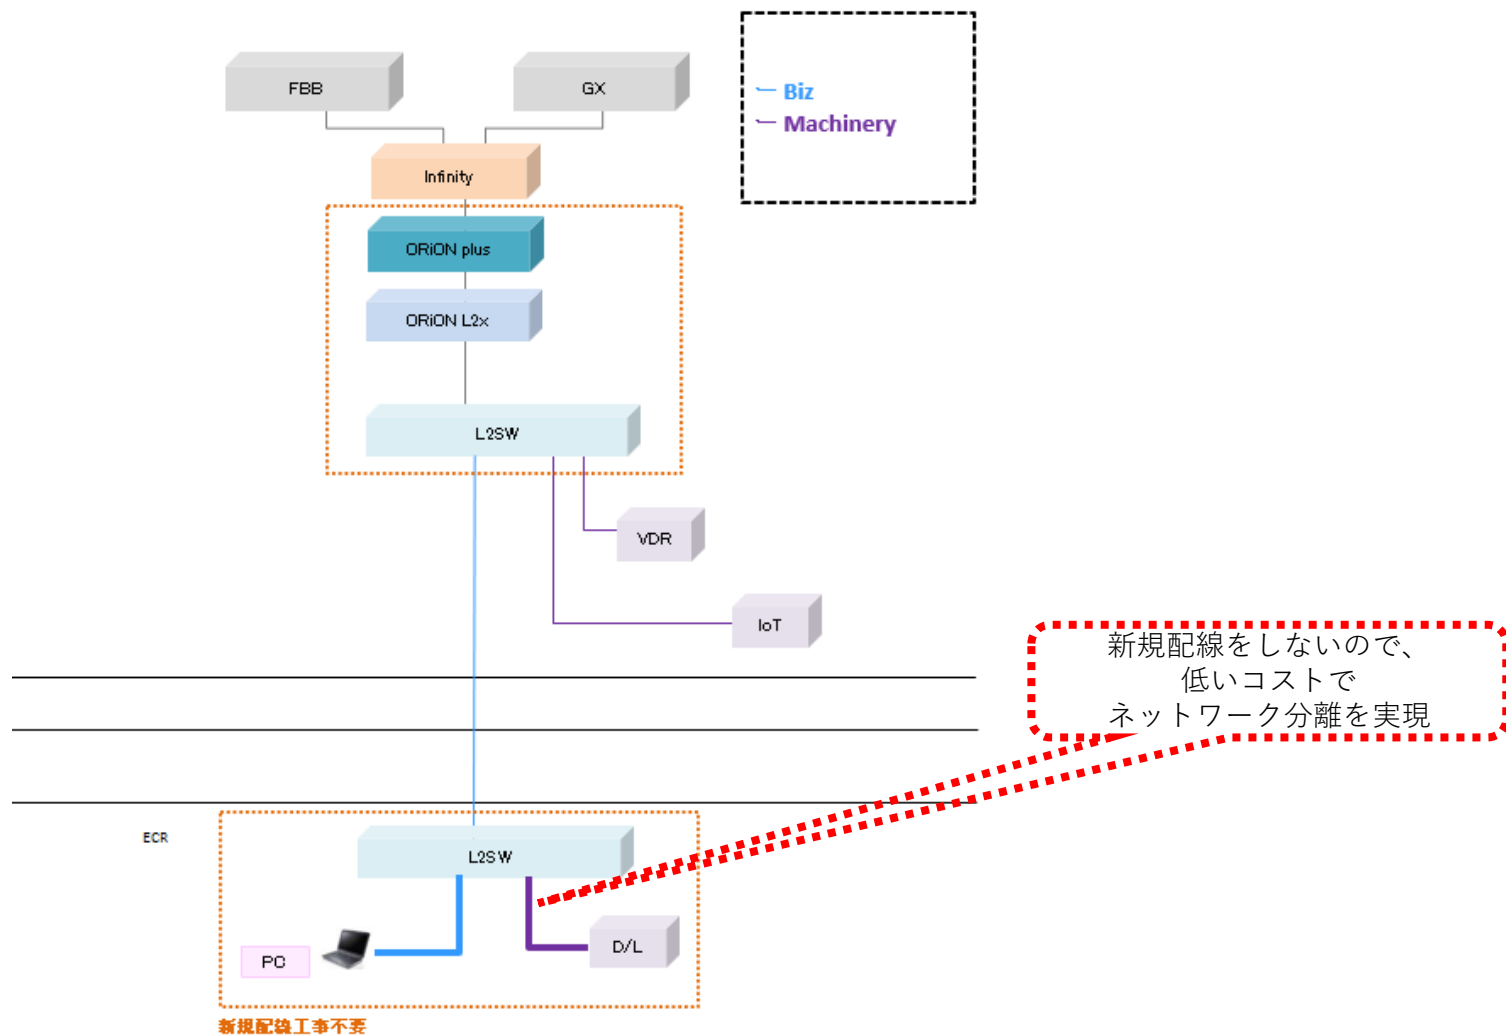 FBB
GX
Biz
Machinery
Infinity
ORiON plus
ORiON L2x
L2SW
VDR
IoT
新規配線をしないので、
低いコストで
ネットワーク分離を実現
ECR
L2SW
PC
D/L
新規配線工事不要